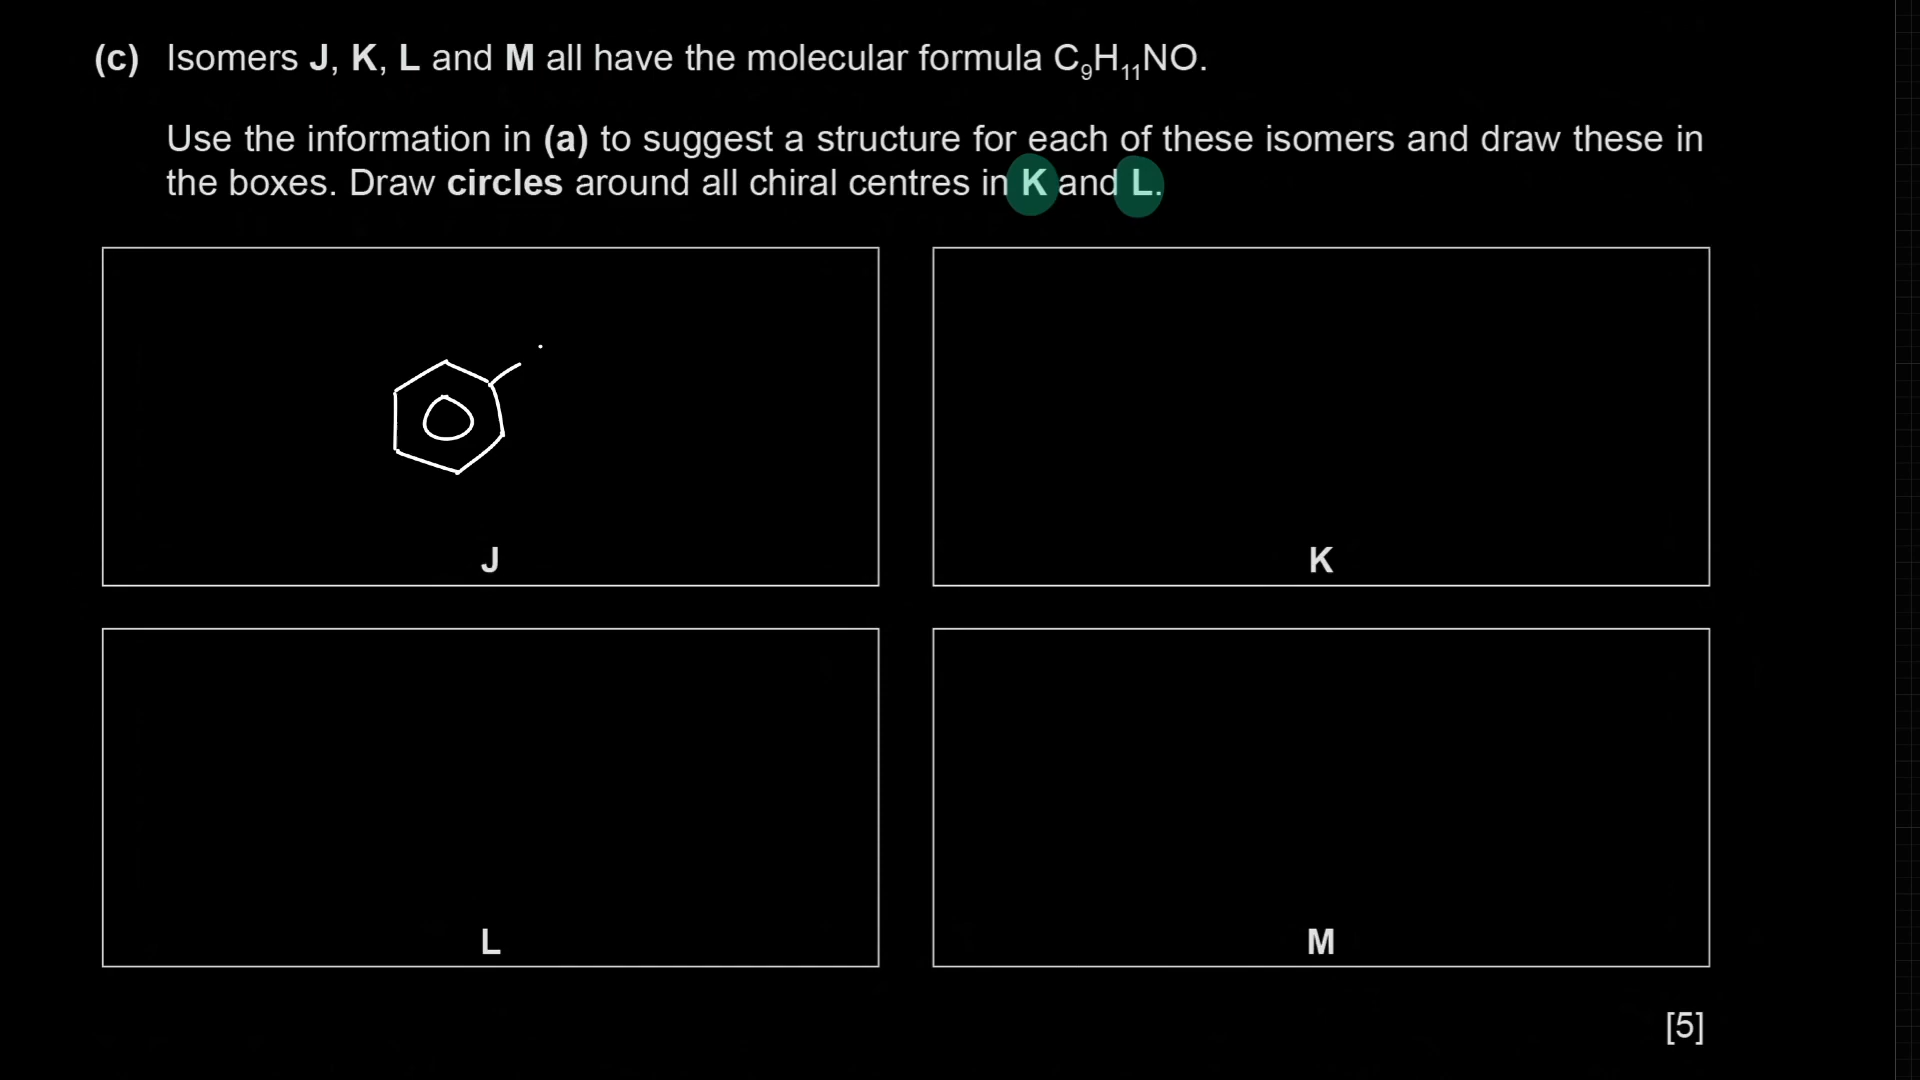 (c) Isomers J, K, L and M all have the molecular formula C₉H₁₁NO.
Use the information in (a) to suggest a structure for each of these isomers and draw these in
the boxes. Draw circles around all chiral centres in K and L.
J
K
L
M
[5]